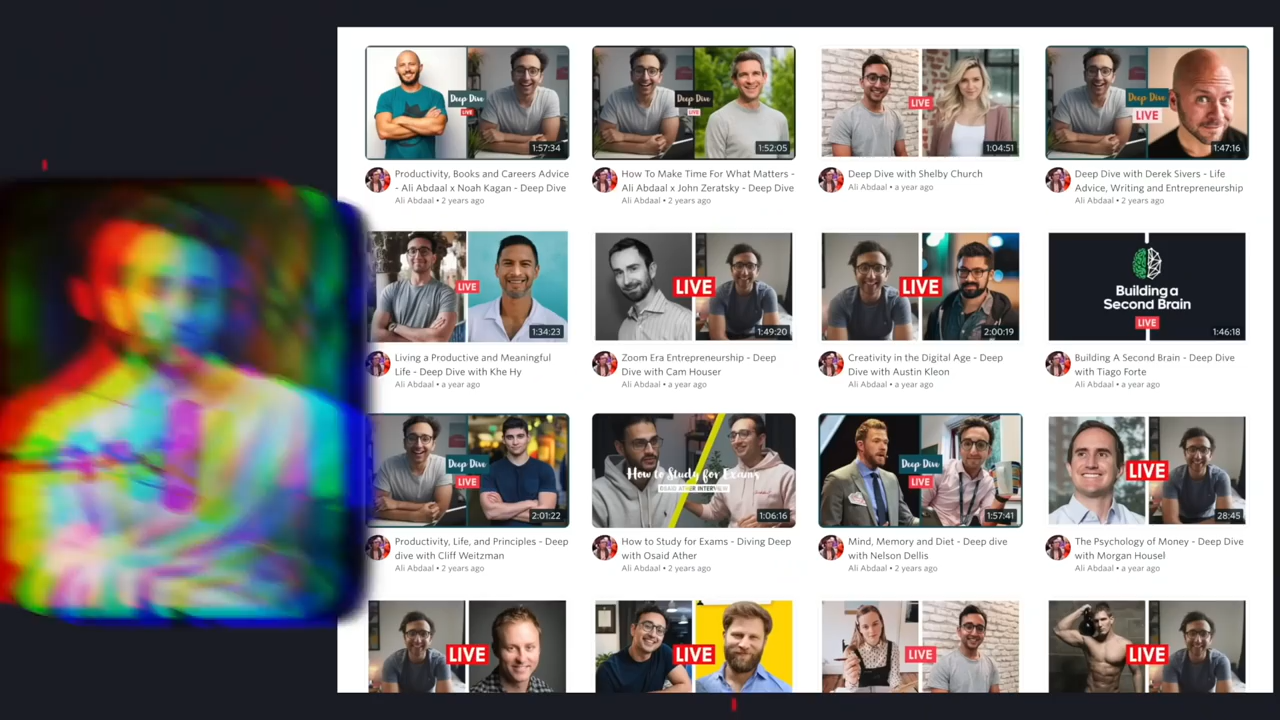 Deep Dive
LIVE
1:57:34
Productivity, Books and Careers Advice
- Ali Abdaal x Noah Kagan - Deep Dive
Ali Abdaal • 2 years ago
Deep Dive
LIVE
1:52:05
How To Make Time For What Matters -
Ali Abdaal x John Zeratsky - Deep Dive
Ali Abdaal • 2 years ago
LIVE
1:04:51
Deep Dive with Shelby Church
Ali Abdaal • a year ago
Deep Dive
LIVE
1:47:16
Deep Dive with Derek Sivers - Life
Advice, Writing and Entrepreneurship
Ali Abdaal • 2 years ago
LIVE
1:34:23
Living a Productive and Meaningful
Life - Deep Dive with Khe Hy
Ali Abdaal • a year ago
LIVE
1:49:20
Zoom Era Entrepreneurship - Deep
Dive with Cam Houser
Ali Abdaal • a year ago
LIVE
2:00:19
Creativity in the Digital Age - Deep
Dive with Austin Kleon
Ali Abdaal • a year ago
Building a
Second Brain
LIVE
1:46:18
Building A Second Brain - Deep Dive
with Tiago Forte
Ali Abdaal • a year ago
Deep Dive
LIVE
2:01:22
Productivity, Life, and Principles - Deep
dive with Cliff Weitzman
Ali Abdaal • 2 years ago
How to Study for Exams
OSAID ATHER INTERVIEW
1:06:16
How to Study for Exams - Diving Deep
with Osaid Ather
Ali Abdaal • 2 years ago
Deep Dive
LIVE
1:57:41
Mind, Memory and Diet - Deep dive
with Nelson Dellis
Ali Abdaal • 2 years ago
LIVE
28:45
The Psychology of Money - Deep Dive
with Morgan Housel
Ali Abdaal • a year ago
LIVE
LIVE
LIVE
LIVE